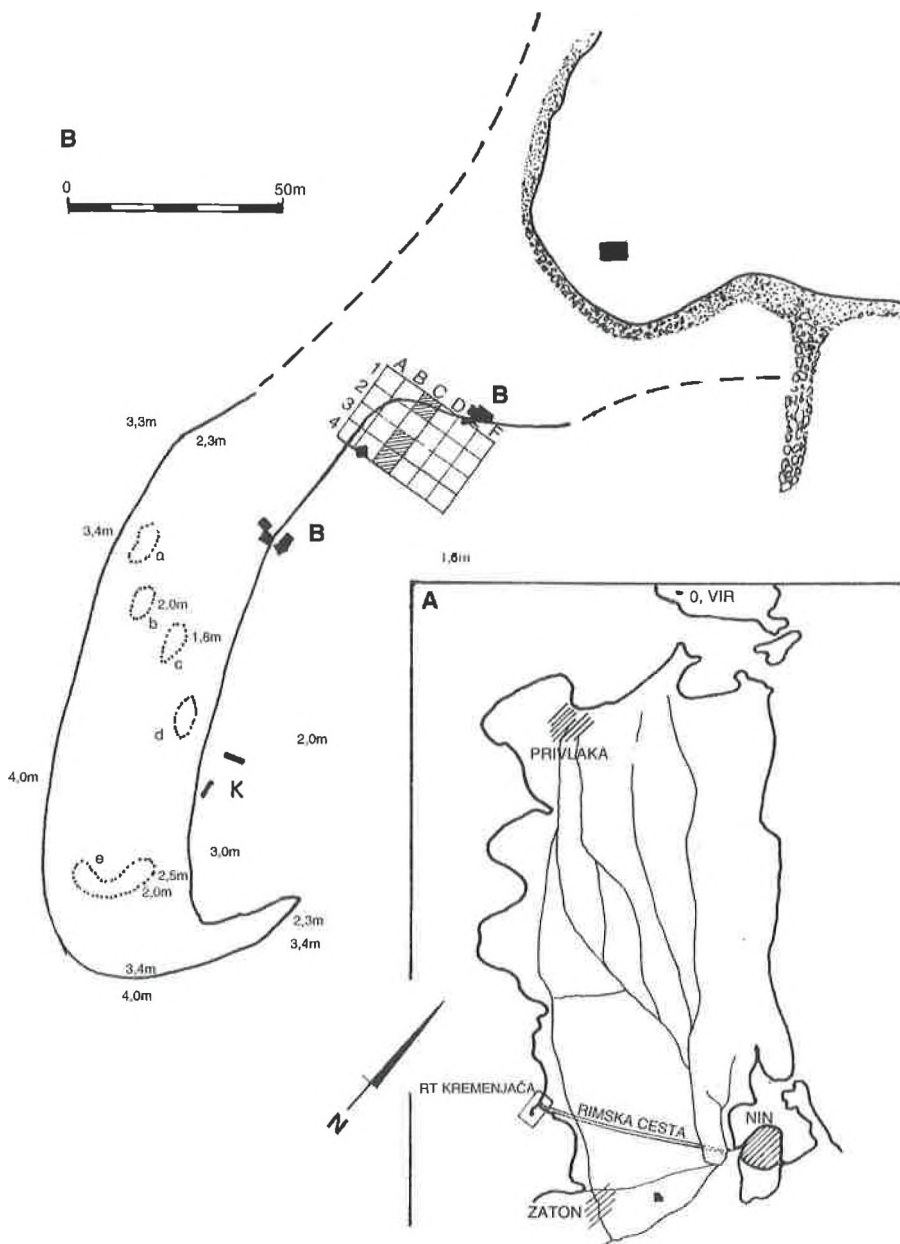 B
0 50m
1 A B C D E
2
3
4
B
3,3m
2,3m
3,4m
a
B
2,0m
b
1,6m
c
1,6m
d
2,0m
4,0m
K
e
3,0m
2,5m
2,0m
2,3m
3,4m
3,4m
4,0m
N
A
0, VIR
PRIVLAKA
RT KREMENJAČA
RIMSKA CESTA
NIN
ZATON